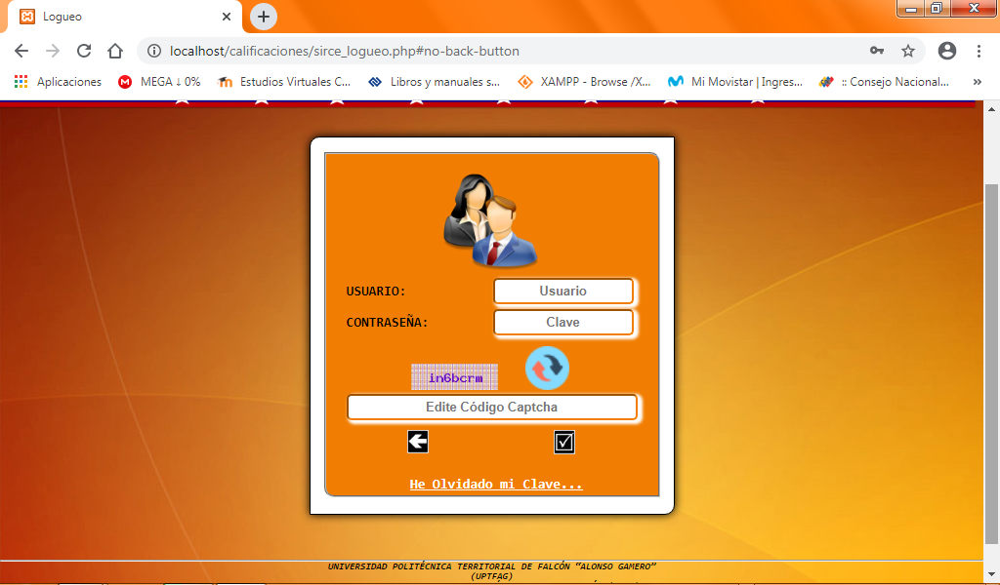 Logueo
localhost/calificaciones/sirce_logueo.php#no-back-button
Aplicaciones MEGA ↓ 0% Estudios Virtuales C... Libros y manuales s... XAMPP - Browse /X... Mi Movistar | Ingres... :: Consejo Nacional... »
USUARIO: Usuario
CONTRASEÑA: Clave
in6bcrm
Edite Código Captcha
He Olvidado mi Clave...
UNIVERSIDAD POLITÉCNICA TERRITORIAL DE FALCÓN “ALONSO GAMERO”
(UPTFAG)